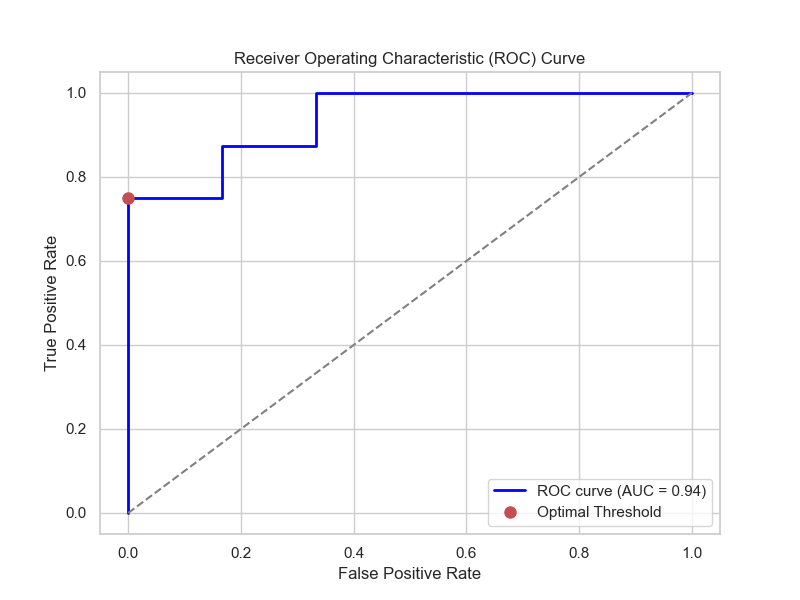 Receiver Operating Characteristic (ROC) Curve
True Positive Rate
1.0
0.8
0.6
0.4
0.2
0.0
0.0 0.2 0.4 0.6 0.8 1.0
False Positive Rate
ROC curve (AUC = 0.94)
Optimal Threshold